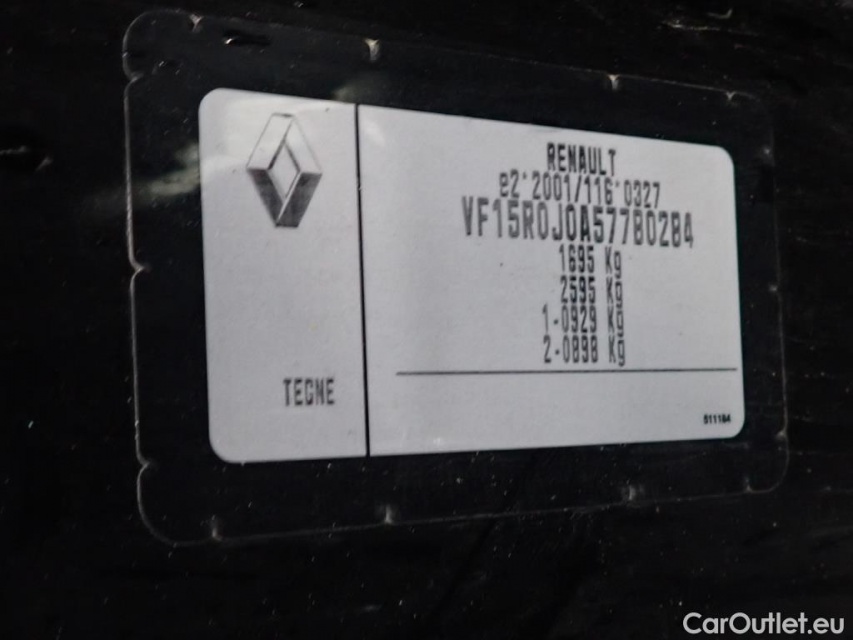 RENAULT
e2*2001/116*0327
VF15R0J0A57780284
1695 Kg
2595 Kg
1-0929 Kg
2-0898 Kg
TECNE
511184
CarOutlet.eu